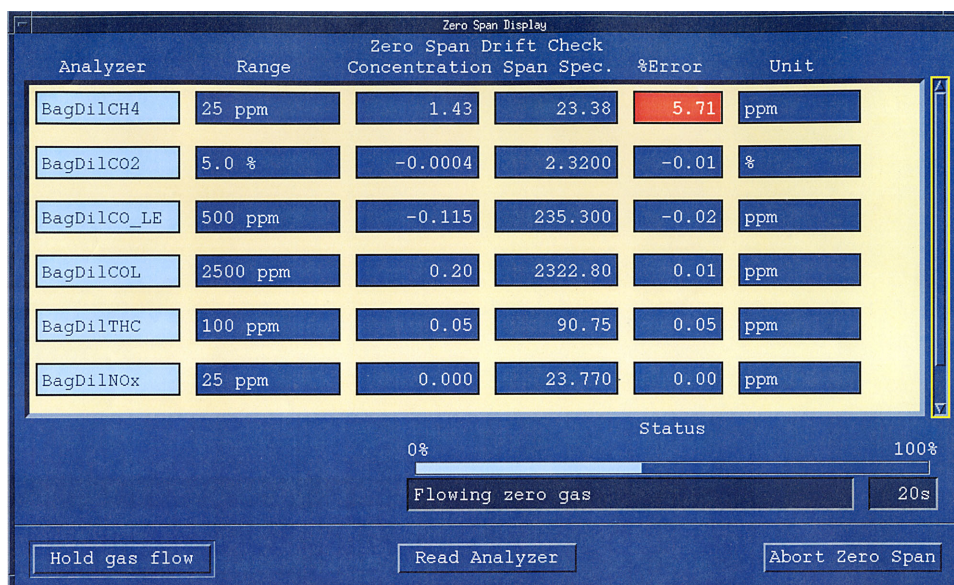 Zero Span Display
Zero Span Drift Check
Analyzer Range Concentration Span Spec. %Error Unit
BagDilCH4 25 ppm 1.43 23.38 5.71 ppm
BagDilCO2 5.0 % -0.0004 2.3200 -0.01 %
BagDilCO_LE 500 ppm -0.115 235.300 -0.02 ppm
BagDilCOL 2500 ppm 0.20 2322.80 0.01 ppm
BagDilTHC 100 ppm 0.05 90.75 0.05 ppm
BagDilNOx 25 ppm 0.000 23.770 0.00 ppm
Status
0% 100%
Flowing zero gas 20s
Hold gas flow Read Analyzer Abort Zero Span